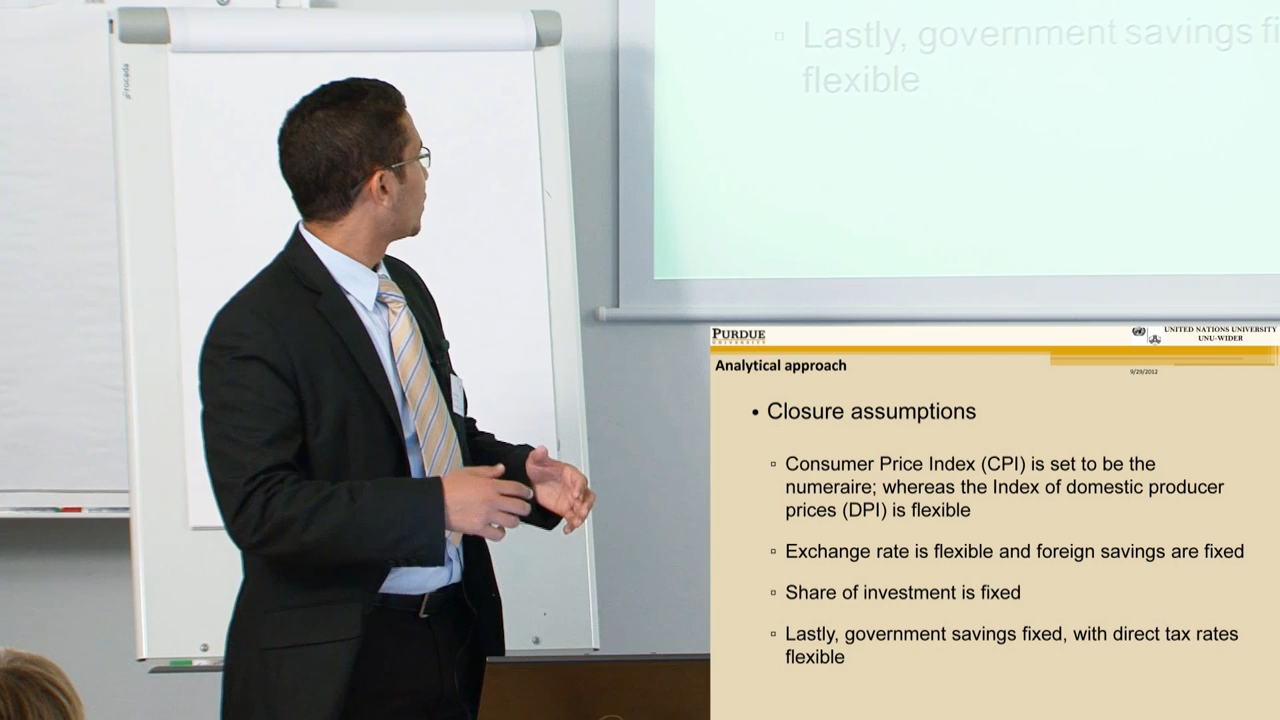 procada
Lastly, government savings
flexible
PURDUE
UNIVERSITY
UNITED NATIONS UNIVERSITY
UNU-WIDER
Analytical approach
9/29/2012
• Closure assumptions
Consumer Price Index (CPI) is set to be the
numeraire; whereas the Index of domestic producer
prices (DPI) is flexible
Exchange rate is flexible and foreign savings are fixed
Share of investment is fixed
Lastly, government savings fixed, with direct tax rates
flexible